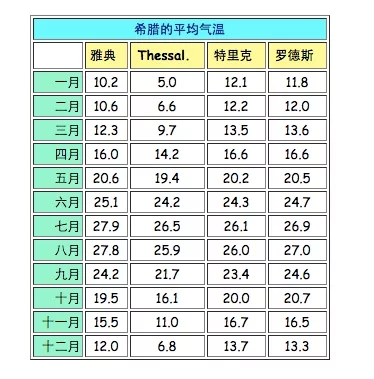 希腊的平均气温
雅典 Thessal. 特里克 罗德斯
一月 10.2 5.0 12.1 11.8
二月 10.6 6.6 12.2 12.0
三月 12.3 9.7 13.5 13.6
四月 16.0 14.2 16.6 16.6
五月 20.6 19.4 20.2 20.5
六月 25.1 24.2 24.3 24.7
七月 27.9 26.5 26.1 26.9
八月 27.8 25.9 26.0 27.0
九月 24.2 21.7 23.4 24.6
十月 19.5 16.1 20.0 20.7
十一月 15.5 11.0 16.7 16.5
十二月 12.0 6.8 13.7 13.3